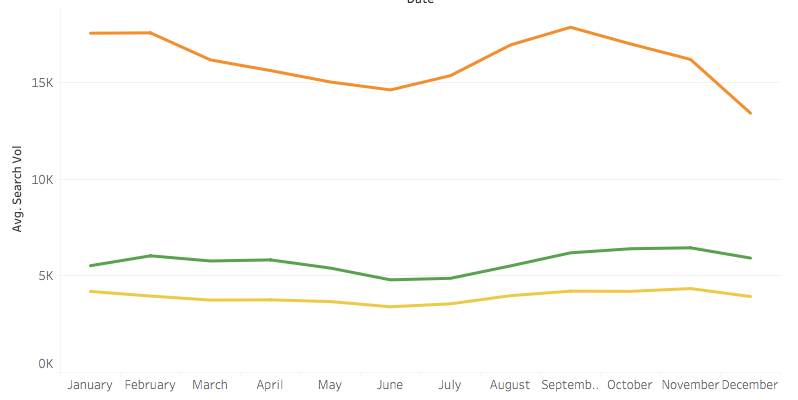 Date
15K
10K
5K
0K
Avg. Search Vol
January February March April May June July August Septemb.. October November December